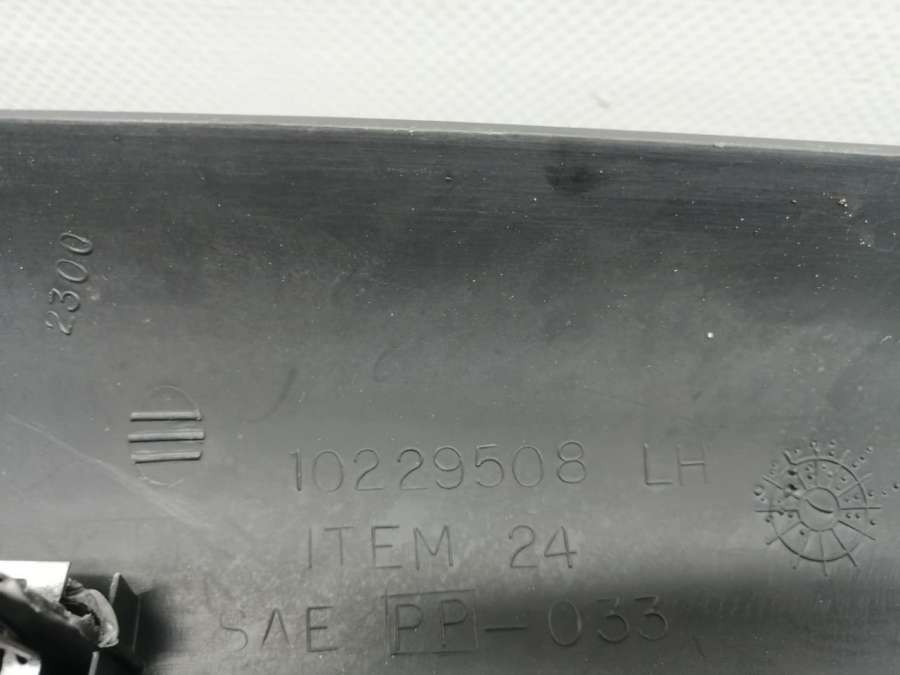 2300
10229508 LH
ITEM 24
SAE PP-033